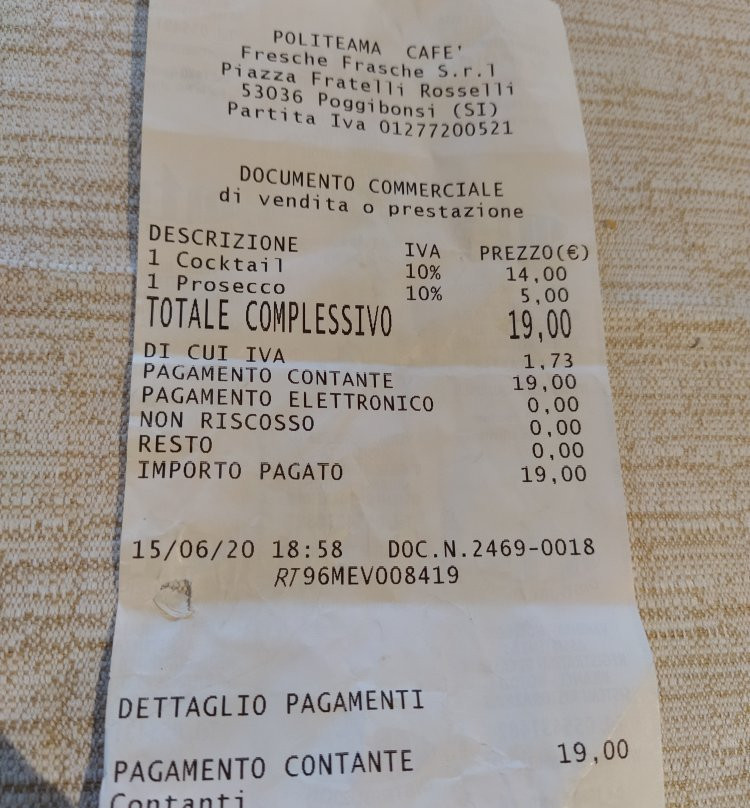 POLITEAMA CAFE'
Fresche Frasche S.r.l
Piazza Fratelli Rosselli
53036 Poggibonsi (SI)
Partita Iva 01277200521
DOCUMENTO COMMERCIALE
di vendita o prestazione
DESCRIZIONE IVA PREZZO(€)
1 Cocktail 10% 14,00
1 Prosecco 10% 5,00
TOTALE COMPLESSIVO 19,00
DI CUI IVA 1,73
PAGAMENTO CONTANTE 19,00
PAGAMENTO ELETTRONICO 0,00
NON RISCOSSO 0,00
RESTO 0,00
IMPORTO PAGATO 19,00
15/06/20 18:58 DOC.N.2469-0018
RT96MEV008419
DETTAGLIO PAGAMENTI
PAGAMENTO CONTANTE 19,00
Contanti